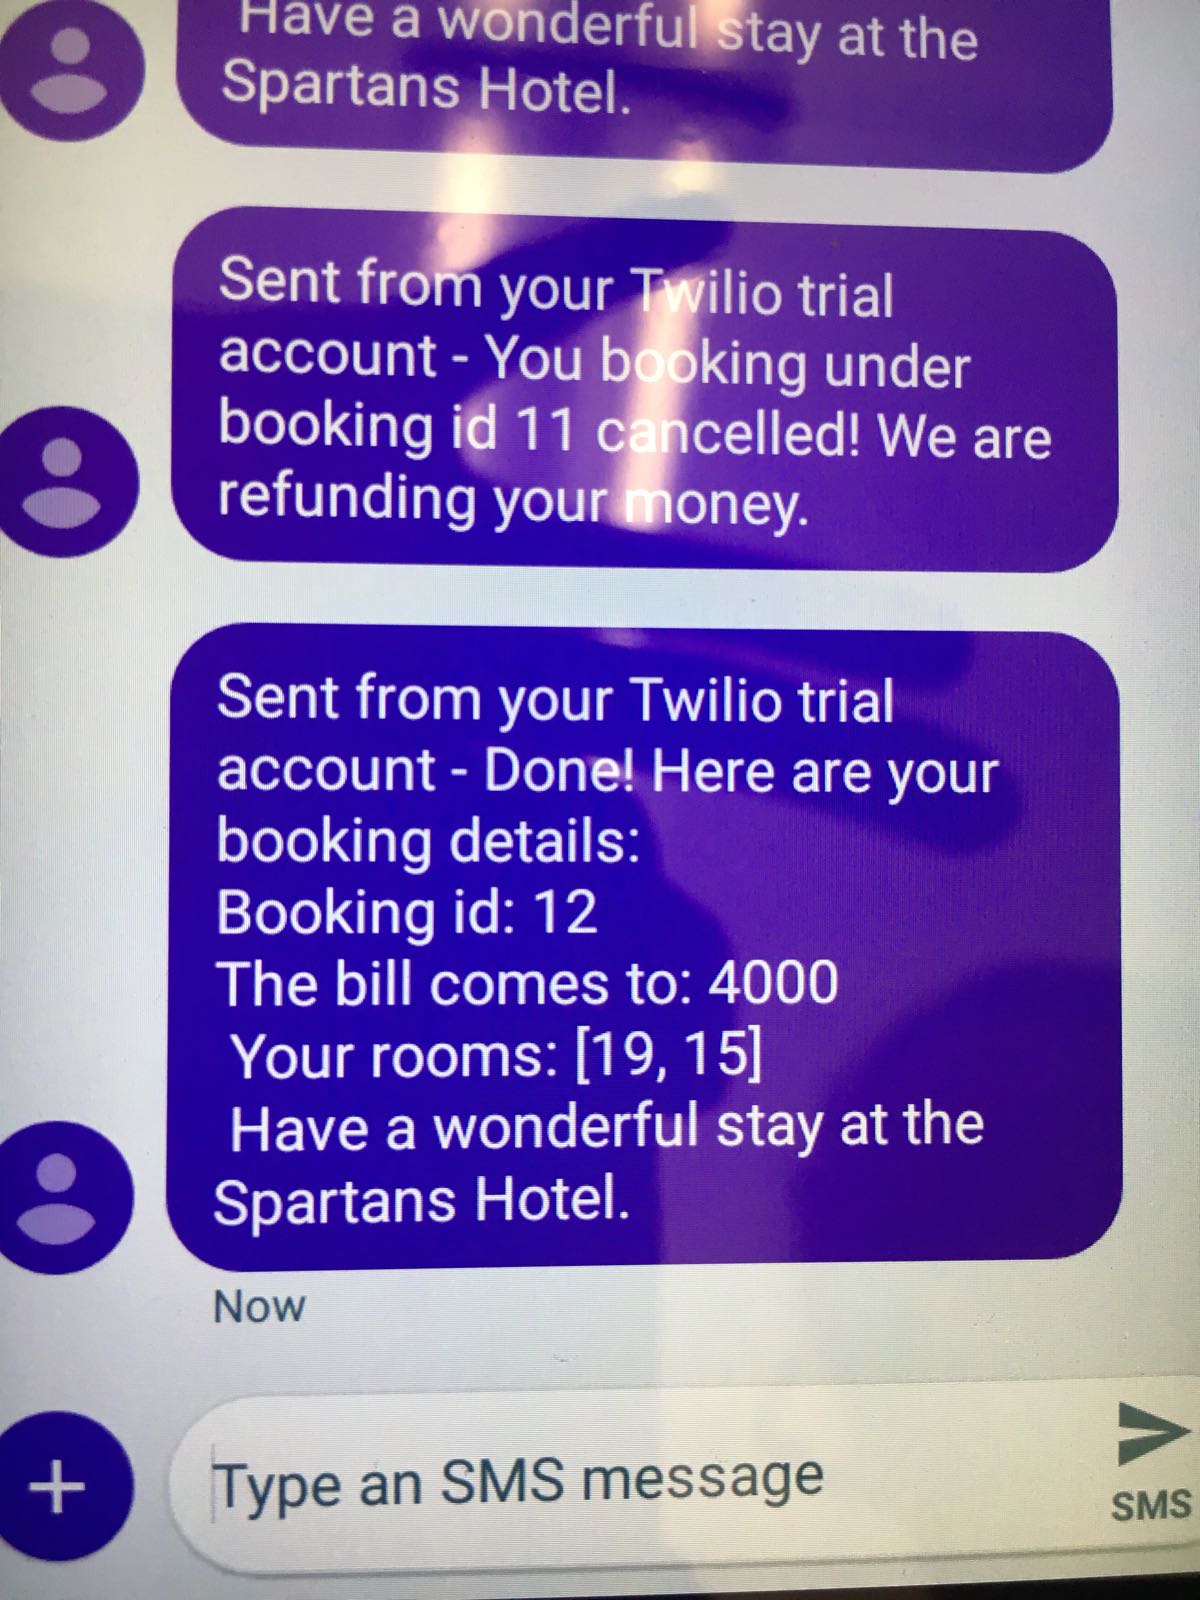 Have a wonderful stay at the
Spartans Hotel.
Sent from your Twilio trial
account - You booking under
booking id 11 cancelled! We are
refunding your money.
Sent from your Twilio trial
account - Done! Here are your
booking details:
Booking id: 12
The bill comes to: 4000
Your rooms: [19, 15]
Have a wonderful stay at the
Spartans Hotel.
Now
Type an SMS message
SMS